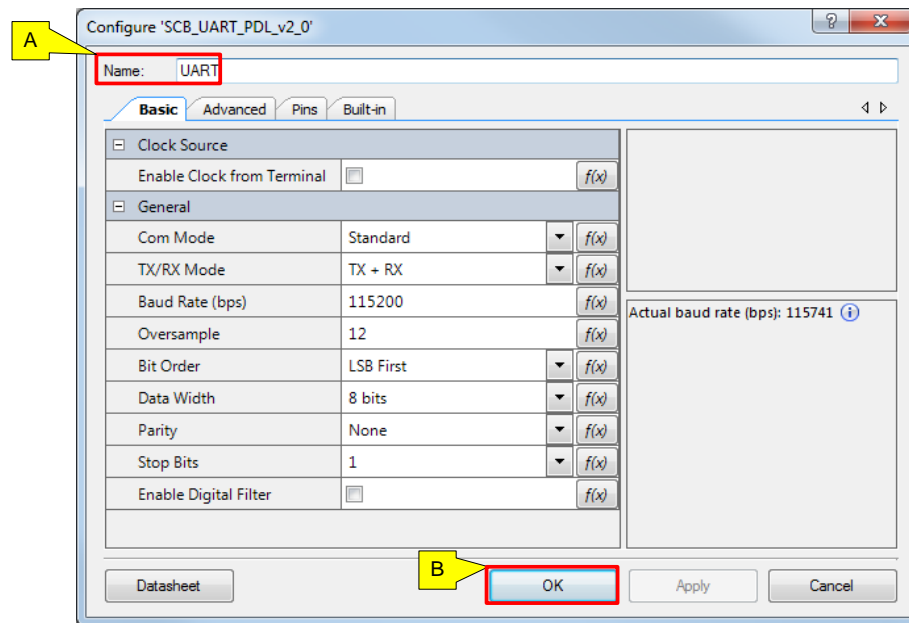 Configure 'SCB_UART_PDL_v2_0'
A
Name: UART
Basic Advanced Pins Built-in
Clock Source
Enable Clock from Terminal f(x)
General
Com Mode Standard f(x)
TX/RX Mode TX + RX f(x)
Baud Rate (bps) 115200 f(x)
Actual baud rate (bps): 115741
Oversample 12 f(x)
Bit Order LSB First f(x)
Data Width 8 bits f(x)
Parity None f(x)
Stop Bits 1 f(x)
Enable Digital Filter f(x)
B
Datasheet OK Apply Cancel